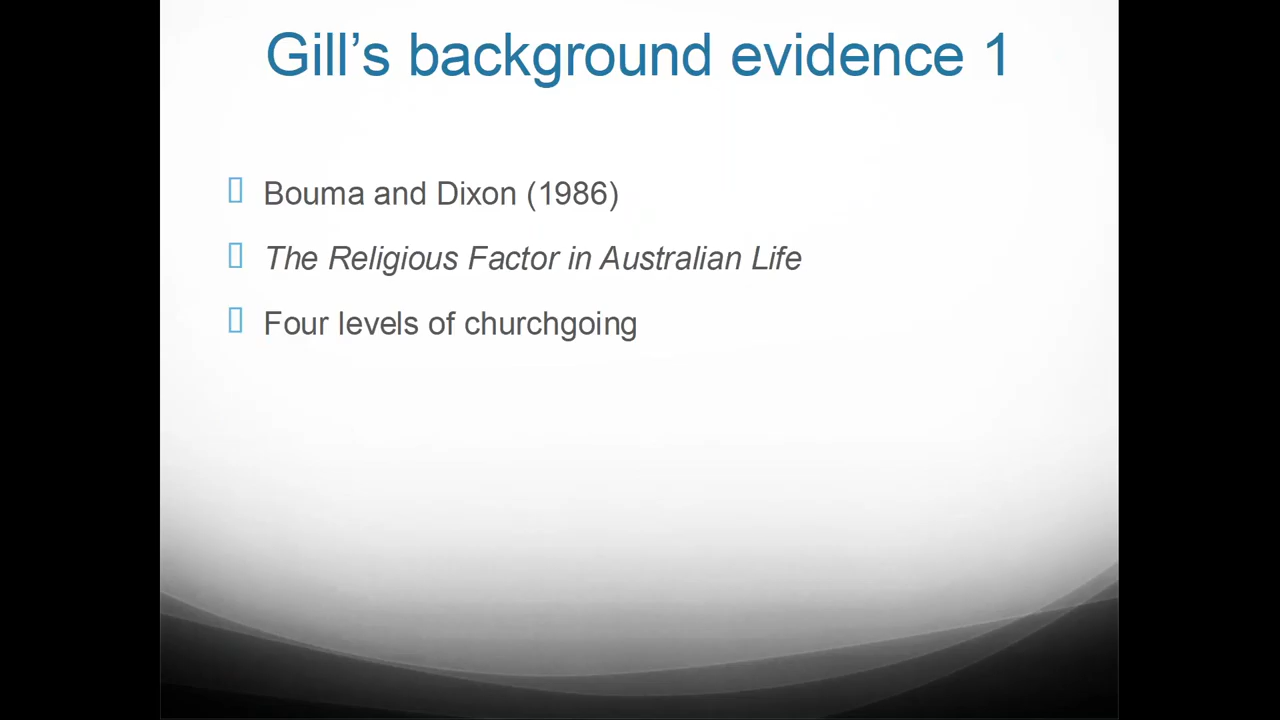 Gill’s background evidence 1
Bouma and Dixon (1986)
The Religious Factor in Australian Life
Four levels of churchgoing